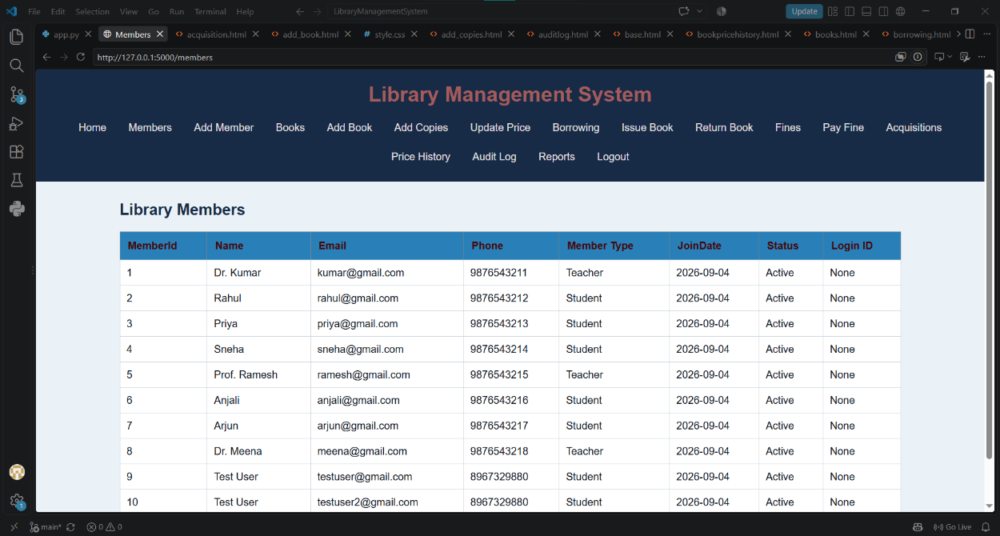 File Edit Selection View Go Run Terminal Help LibraryManagementSystem Update
app.py Members acquisition.html add_book.html # style.css add_copies.html auditlog.html base.html bookpricehistory.html books.html borrowing.html
http://127.0.0.1:5000/members
Library Management System
Home Members Add Member Books Add Book Add Copies Update Price Borrowing Issue Book Return Book Fines Pay Fine Acquisitions
Price History Audit Log Reports Logout
Library Members
MemberId Name Email Phone Member Type JoinDate Status Login ID
1 Dr. Kumar kumar@gmail.com 9876543211 Teacher 2026-09-04 Active None
2 Rahul rahul@gmail.com 9876543212 Student 2026-09-04 Active None
3 Priya priya@gmail.com 9876543213 Student 2026-09-04 Active None
4 Sneha sneha@gmail.com 9876543214 Student 2026-09-04 Active None
5 Prof. Ramesh ramesh@gmail.com 9876543215 Teacher 2026-09-04 Active None
6 Anjali anjali@gmail.com 9876543216 Student 2026-09-04 Active None
7 Arjun arjun@gmail.com 9876543217 Student 2026-09-04 Active None
8 Dr. Meena meena@gmail.com 9876543218 Teacher 2026-09-04 Active None
9 Test User testuser@gmail.com 8967329880 Student 2026-09-04 Active None
10 Test User testuser2@gmail.com 8967329880 Student 2026-09-04 Active None
3
1
main* 0 0 Go Live